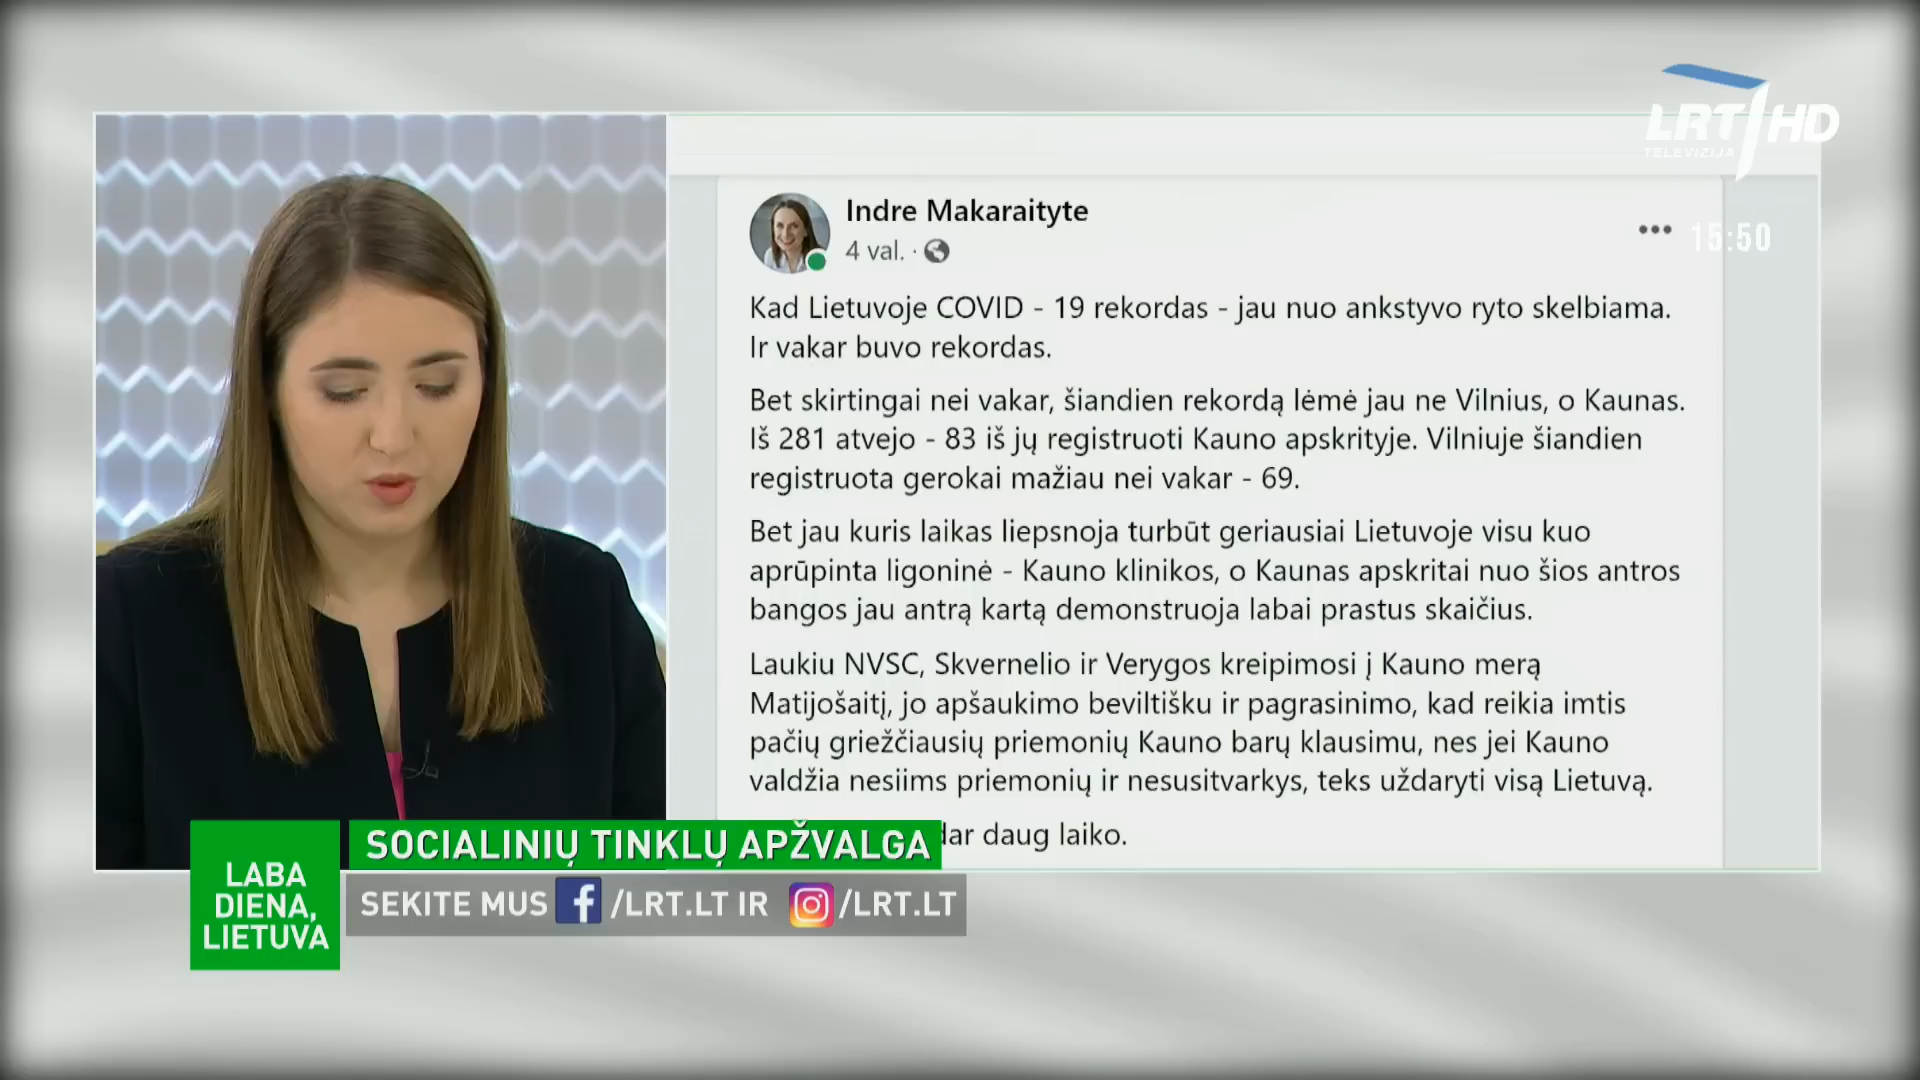 LRT HD
TELEVIZIJA
15:50
Indre Makaraityte
4 val. ·
Kad Lietuvoje COVID - 19 rekordas - jau nuo ankstyvo ryto skelbiama.
Ir vakar buvo rekordas.
Bet skirtingai nei vakar, šiandien rekordą lėmė jau ne Vilnius, o Kaunas.
Iš 281 atvejo - 83 iš jų registruoti Kauno apskrityje. Vilniuje šiandien
registruota gerokai mažiau nei vakar - 69.
Bet jau kuris laikas liepsnoja turbūt geriausiai Lietuvoje visu kuo
aprūpinta ligoninė - Kauno klinikos, o Kaunas apskritai nuo šios antros
bangos jau antrą kartą demonstruoja labai prastus skaičius.
Laukiu NVSC, Skvernelio ir Verygos kreipimosi į Kauno merą
Matijošaitį, jo apšaukimo beviltišku ir pagrasinimo, kad reikia imtis
pačių griežčiausių priemonių Kauno barų klausimu, nes jei Kauno
valdžia nesiims priemonių ir nesusitvarkys, teks uždaryti visą Lietuvą.
dar daug laiko.
SOCIALINIŲ TINKLŲ APŽVALGA
LABA
DIENA,
LIETUVA
SEKITE MUS /LRT.LT IR /LRT.LT